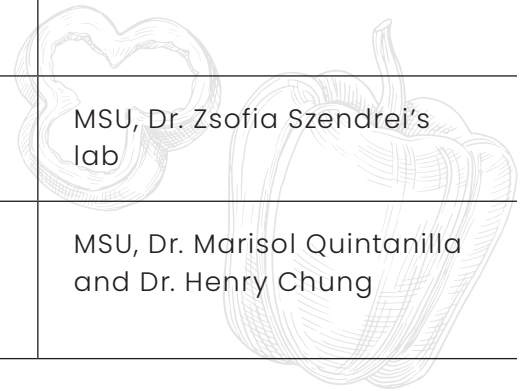 MSU, Dr. Zsofia Szendrei’s
lab
MSU, Dr. Marisol Quintanilla
and Dr. Henry Chung